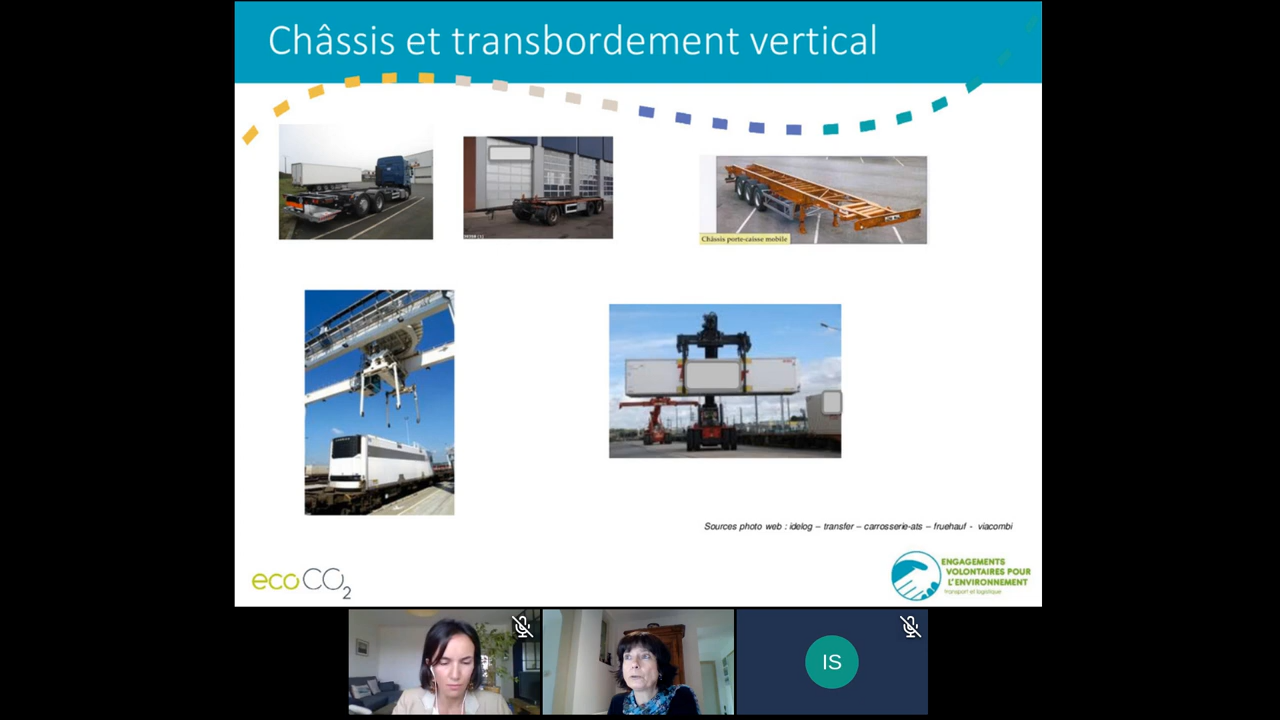 Châssis et transbordement vertical
Châssis porte-caisse mobile
Sources photo web : idelog – transfer – carrosserie-ats – fruehauf - viacombi
ecoCO2
ENGAGEMENTS
VOLONTAIRES POUR
L'ENVIRONNEMENT
transport et logistique
IS